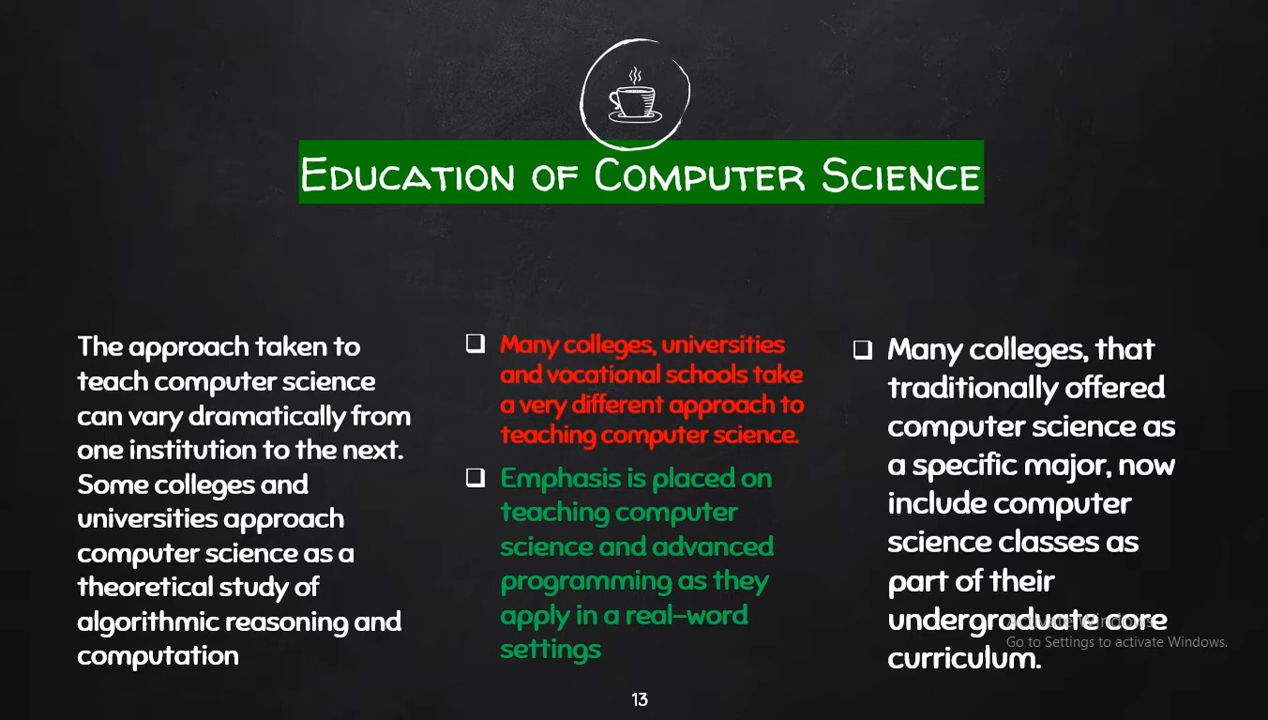 Education of Computer Science
The approach taken to
teach computer science
can vary dramatically from
one institution to the next.
Some colleges and
universities approach
computer science as a
theoretical study of
algorithmic reasoning and
computation
Many colleges, universities
and vocational schools take
a very different approach to
teaching computer science.
Emphasis is placed on
teaching computer
science and advanced
programming as they
apply in a real-word
settings
Many colleges, that
traditionally offered
computer science as
a specific major, now
include computer
science classes as
part of their
undergraduate core
curriculum.
Activate Windows
Go to Settings to activate Windows.
13